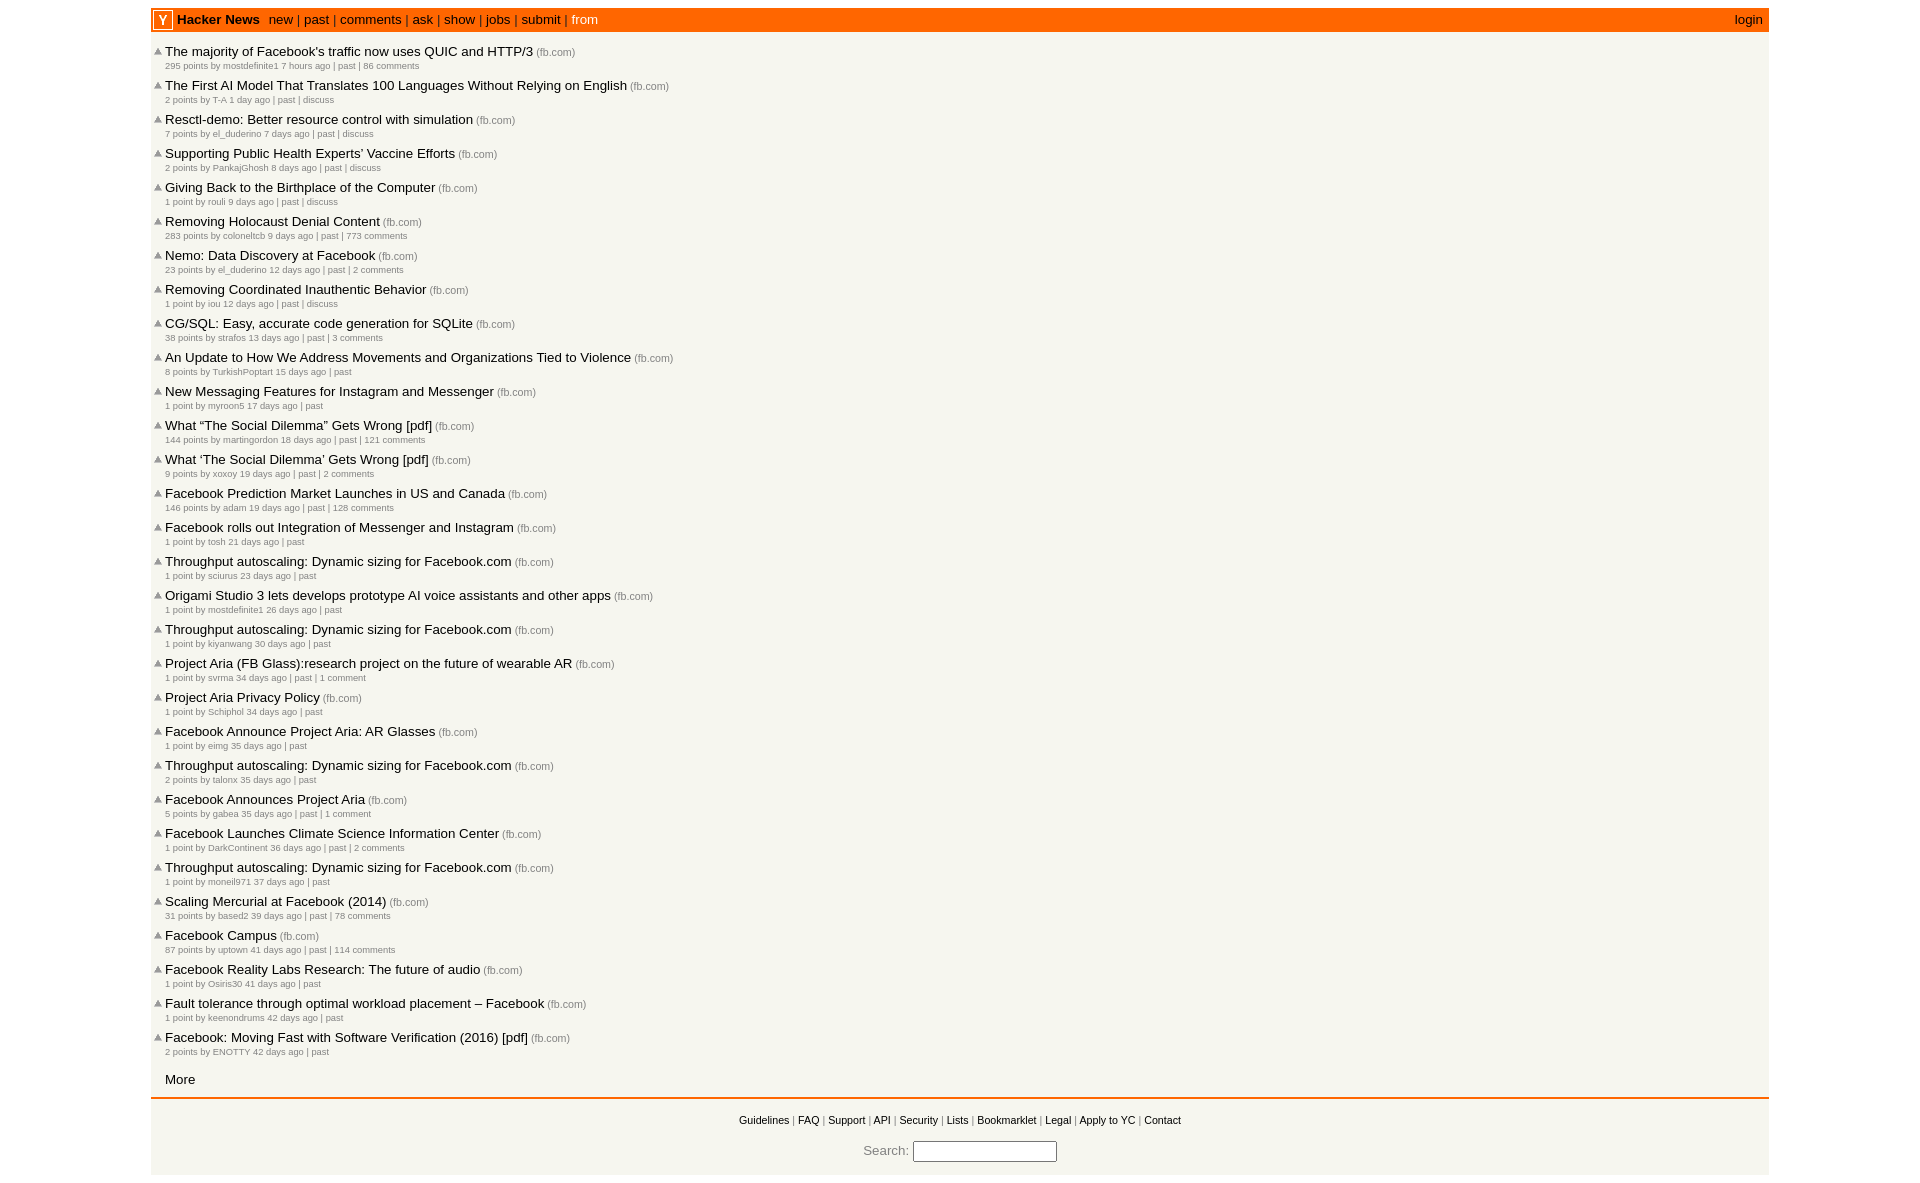 Y Hacker News new | past | comments | ask | show | jobs | submit | from login
The majority of Facebook's traffic now uses QUIC and HTTP/3 (fb.com)
295 points by mostdefinite1 7 hours ago | past | 86 comments
The First AI Model That Translates 100 Languages Without Relying on English (fb.com)
2 points by T-A 1 day ago | past | discuss
Resctl-demo: Better resource control with simulation (fb.com)
7 points by el_duderino 7 days ago | past | discuss
Supporting Public Health Experts’ Vaccine Efforts (fb.com)
2 points by PankajGhosh 8 days ago | past | discuss
Giving Back to the Birthplace of the Computer (fb.com)
1 point by rouli 9 days ago | past | discuss
Removing Holocaust Denial Content (fb.com)
283 points by coloneltcb 9 days ago | past | 773 comments
Nemo: Data Discovery at Facebook (fb.com)
23 points by el_duderino 12 days ago | past | 2 comments
Removing Coordinated Inauthentic Behavior (fb.com)
1 point by iou 12 days ago | past | discuss
CG/SQL: Easy, accurate code generation for SQLite (fb.com)
38 points by strafos 13 days ago | past | 3 comments
An Update to How We Address Movements and Organizations Tied to Violence (fb.com)
8 points by TurkishPoptart 15 days ago | past
New Messaging Features for Instagram and Messenger (fb.com)
1 point by myroon5 17 days ago | past
What “The Social Dilemma” Gets Wrong [pdf] (fb.com)
144 points by martingordon 18 days ago | past | 121 comments
What ‘The Social Dilemma’ Gets Wrong [pdf] (fb.com)
9 points by xoxoy 19 days ago | past | 2 comments
Facebook Prediction Market Launches in US and Canada (fb.com)
146 points by adam 19 days ago | past | 128 comments
Facebook rolls out Integration of Messenger and Instagram (fb.com)
1 point by tosh 21 days ago | past
Throughput autoscaling: Dynamic sizing for Facebook.com (fb.com)
1 point by sciurus 23 days ago | past
Origami Studio 3 lets develops prototype AI voice assistants and other apps (fb.com)
1 point by mostdefinite1 26 days ago | past
Throughput autoscaling: Dynamic sizing for Facebook.com (fb.com)
1 point by kiyanwang 30 days ago | past
Project Aria (FB Glass):research project on the future of wearable AR (fb.com)
1 point by svrma 34 days ago | past | 1 comment
Project Aria Privacy Policy (fb.com)
1 point by Schiphol 34 days ago | past
Facebook Announce Project Aria: AR Glasses (fb.com)
1 point by eimg 35 days ago | past
Throughput autoscaling: Dynamic sizing for Facebook.com (fb.com)
2 points by talonx 35 days ago | past
Facebook Announces Project Aria (fb.com)
5 points by gabea 35 days ago | past | 1 comment
Facebook Launches Climate Science Information Center (fb.com)
1 point by DarkContinent 36 days ago | past | 2 comments
Throughput autoscaling: Dynamic sizing for Facebook.com (fb.com)
1 point by moneil971 37 days ago | past
Scaling Mercurial at Facebook (2014) (fb.com)
31 points by based2 39 days ago | past | 78 comments
Facebook Campus (fb.com)
87 points by uptown 41 days ago | past | 114 comments
Facebook Reality Labs Research: The future of audio (fb.com)
1 point by Osiris30 41 days ago | past
Fault tolerance through optimal workload placement – Facebook (fb.com)
1 point by keenondrums 42 days ago | past
Facebook: Moving Fast with Software Verification (2016) [pdf] (fb.com)
2 points by ENOTTY 42 days ago | past
More
Guidelines | FAQ | Support | API | Security | Lists | Bookmarklet | Legal | Apply to YC | Contact
Search: